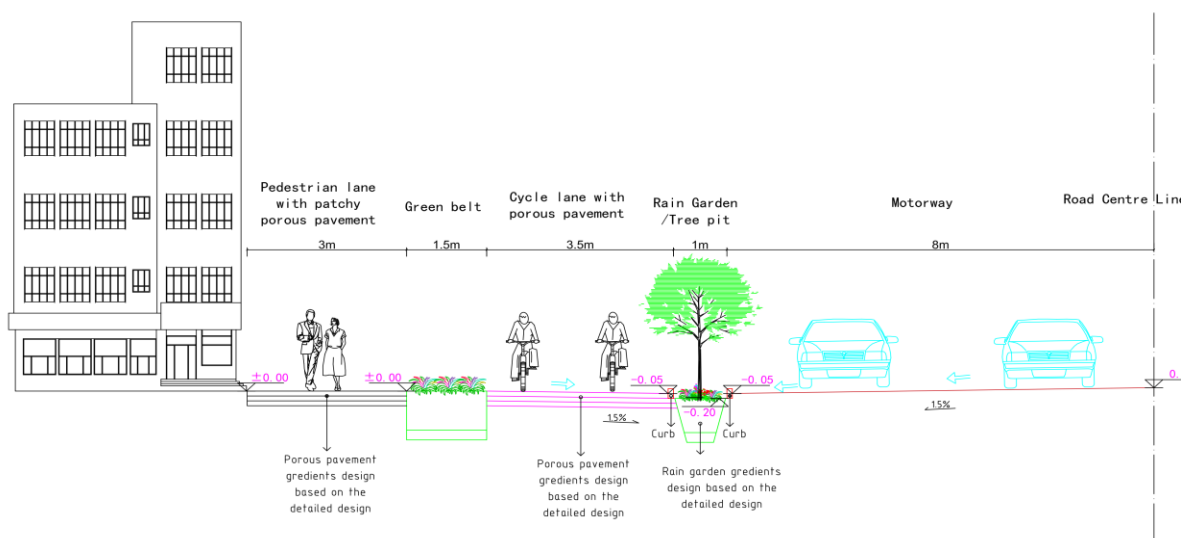 Pedestrian lane
with patchy
porous pavement
Green belt
Cycle lane with
porous pavement
Rain Garden
/Tree pit
Motorway
Road Centre Line
3m
1.5m
3.5m
1m
8m
±0.00
±0.00
-0.05
-0.05
0.
-0.20
15%
15%
Curb
Curb
Porous pavement
gredients design
based on the
detailed design
Porous pavement
gredients design
based on the
detailed design
Rain garden gredients
design based on the
detailed design